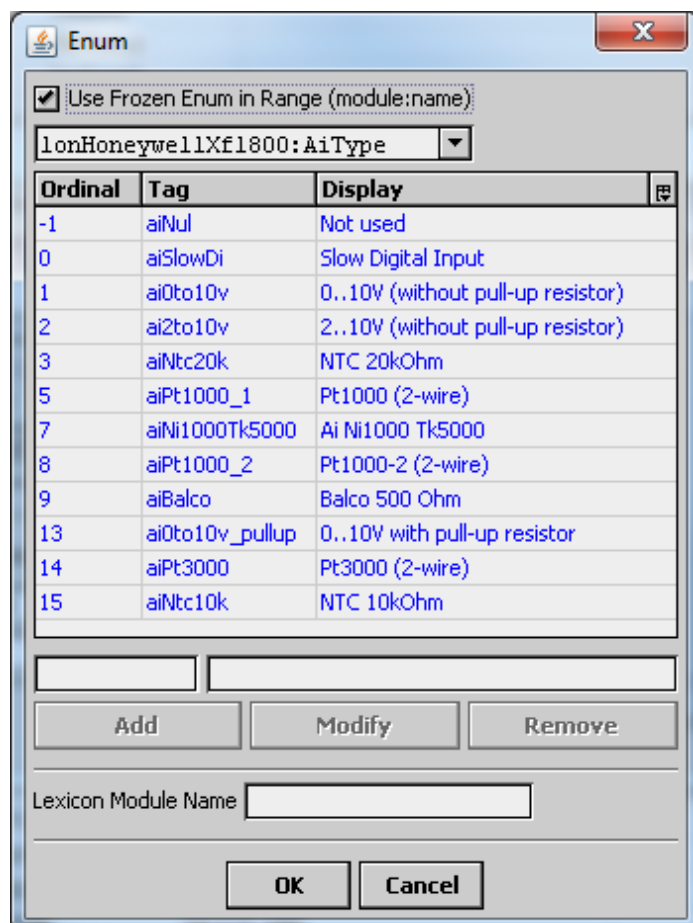 Enum
Use Frozen Enum in Range (module:name)
lonHoneywellXfl800:AiType
Ordinal Tag Display
-1 aiNul Not used
0 aiSlowDi Slow Digital Input
1 ai0to10v 0..10V (without pull-up resistor)
2 ai2to10v 2..10V (without pull-up resistor)
3 aiNtc20k NTC 20kOhm
5 aiPt1000_1 Pt1000 (2-wire)
7 aiNi1000Tk5000 Ai Ni1000 Tk5000
8 aiPt1000_2 Pt1000-2 (2-wire)
9 aiBalco Balco 500 Ohm
13 ai0to10v_pullup 0..10V with pull-up resistor
14 aiPt3000 Pt3000 (2-wire)
15 aiNtc10k NTC 10kOhm
Add Modify Remove
Lexicon Module Name
OK Cancel